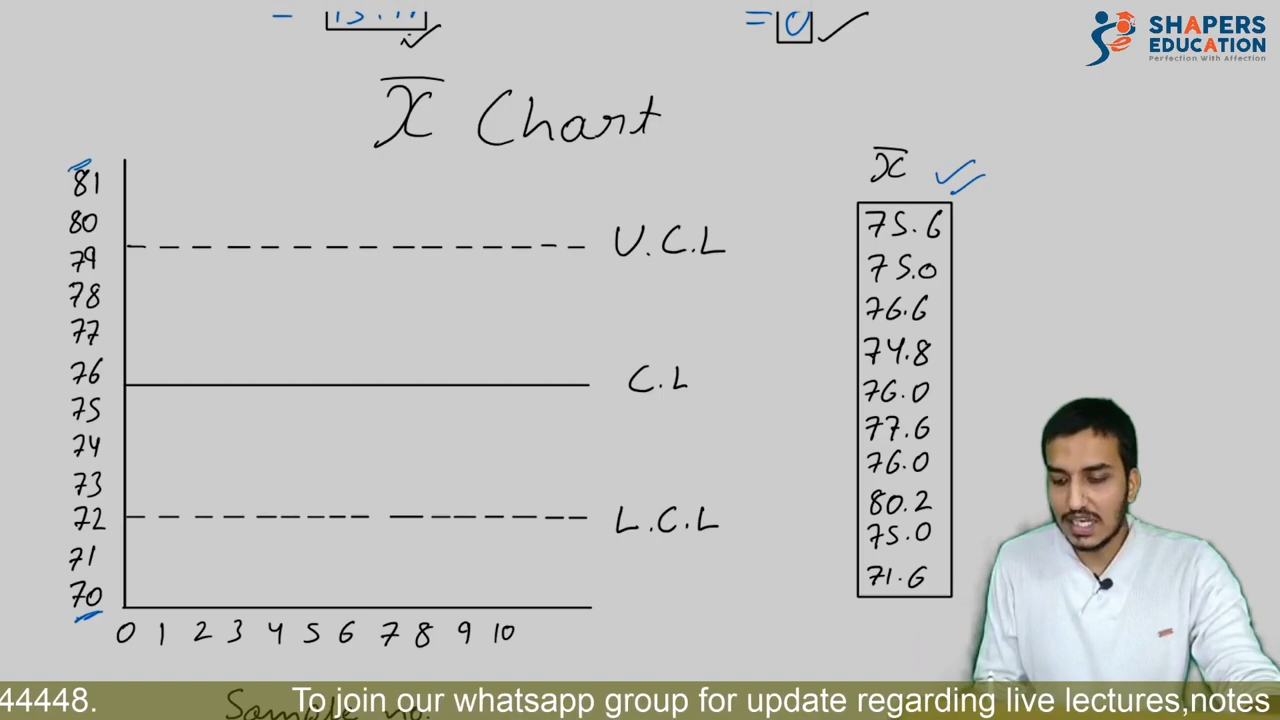 = 0
SHAPERS
EDUCATION
Perfection With Affection
X̅ Chart
81
80
79
78
77
76
75
74
73
72
71
70
U.C.L
C.L
L.C.L
0 1 2 3 4 5 6 7 8 9 10
x̅
75.6
75.0
76.6
74.8
76.0
77.6
76.0
80.2
75.0
71.6
Sample no.
44448. To join our whatsapp group for update regarding live lectures,notes